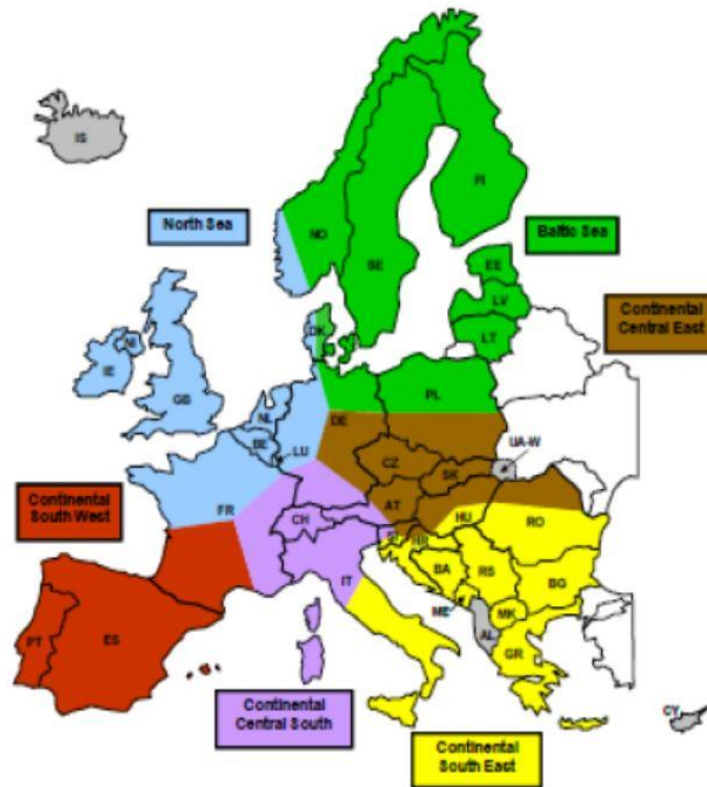 IS
North Sea
NO
FI
SE
Baltic Sea
EE
LV
LT
DK
Continental
Central East
NI
IE
GB
NL
BE
LU
DE
PL
UA-W
CZ
SK
AT
Continental
South West
FR
CH
HU
RO
SI
HR
IT
BA
RS
BG
ME
MK
AL
GR
PT
ES
CY
Continental
Central South
Continental
South East